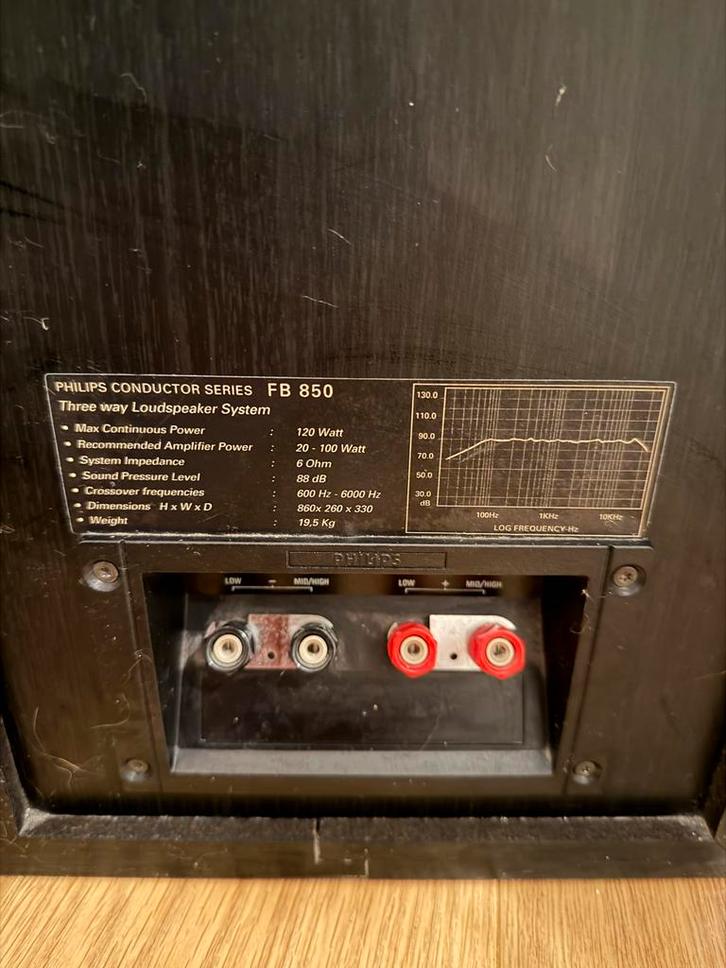 PHILIPS CONDUCTOR SERIES FB 850
Three way Loudspeaker System
• Max Continuous Power : 120 Watt
• Recommended Amplifier Power : 20 - 100 Watt
• System Impedance : 6 Ohm
• Sound Pressure Level : 88 dB
• Crossover frequencies : 600 Hz - 6000 Hz
• Dimensions H x W x D : 860x 260 x 330
• Weight : 19,5 Kg
130.0
110.0
90.0
70.0
50.0
30.0
dB
100Hz 1KHz 10KHz
LOG FREQUENCY-Hz
PHILIPS
LOW - MID/HIGH LOW + MID/HIGH